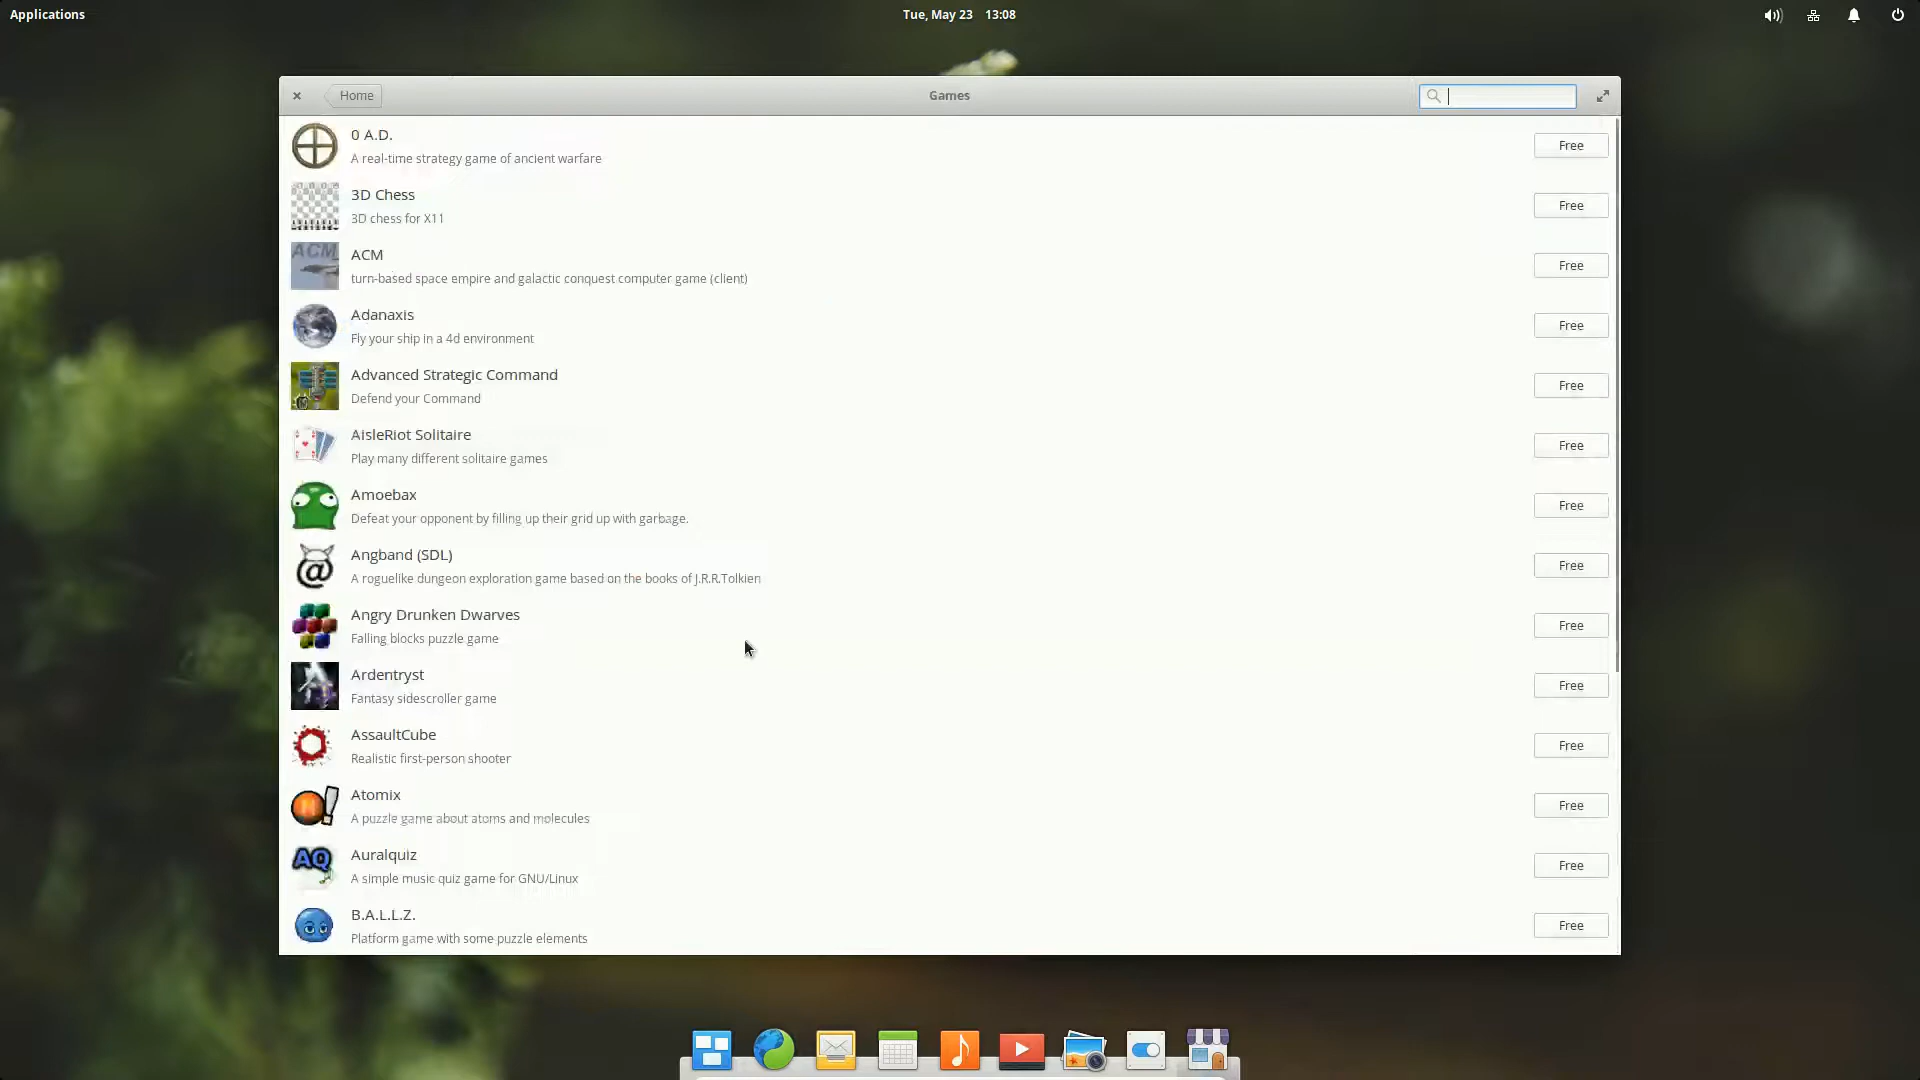 Applications
Tue, May 23 13:08
Home
Games
0 A.D.
A real-time strategy game of ancient warfare
Free
3D Chess
3D chess for X11
Free
ACM
ACM
turn-based space empire and galactic conquest computer game (client)
Free
Adanaxis
Fly your ship in a 4d environment
Free
Advanced Strategic Command
Defend your Command
Free
AisleRiot Solitaire
Play many different solitaire games
Free
Amoebax
Defeat your opponent by filling up their grid up with garbage.
Free
@
Angband (SDL)
A roguelike dungeon exploration game based on the books of J.R.R.Tolkien
Free
Angry Drunken Dwarves
Falling blocks puzzle game
Free
Ardentryst
Fantasy sidescroller game
Free
AssaultCube
Realistic first-person shooter
Free
Atomix
A puzzle game about atoms and molecules
Free
AQ
Auralquiz
A simple music quiz game for GNU/Linux
Free
B.A.L.L.Z.
Platform game with some puzzle elements
Free